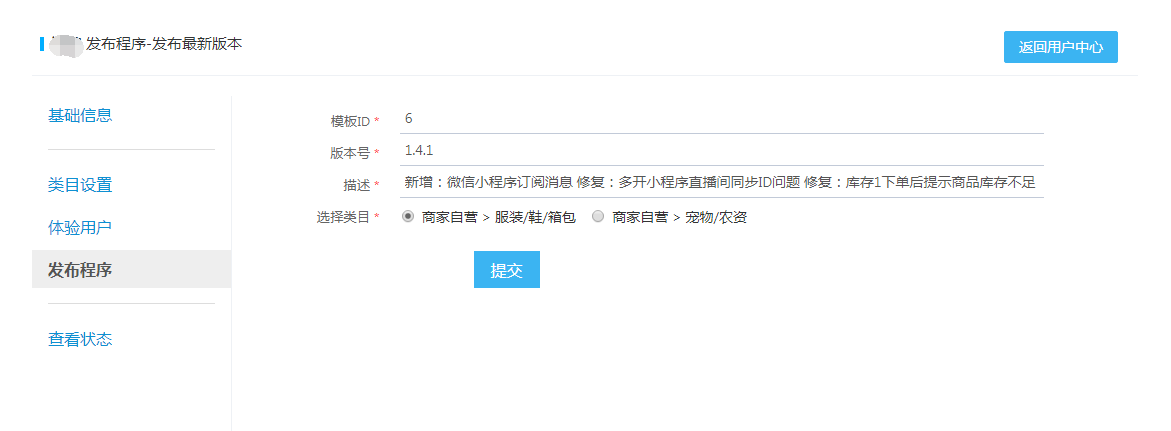 发布程序-发布最新版本
返回用户中心
基础信息
类目设置
体验用户
发布程序
查看状态
模板ID * 6
版本号 * 1.4.1
描述 * 新增：微信小程序订阅消息 修复：多开小程序直播间同步ID问题 修复：库存1下单后提示商品库存不足
选择类目 * 商家自营 > 服装/鞋/箱包 商家自营 > 宠物/农资
提交